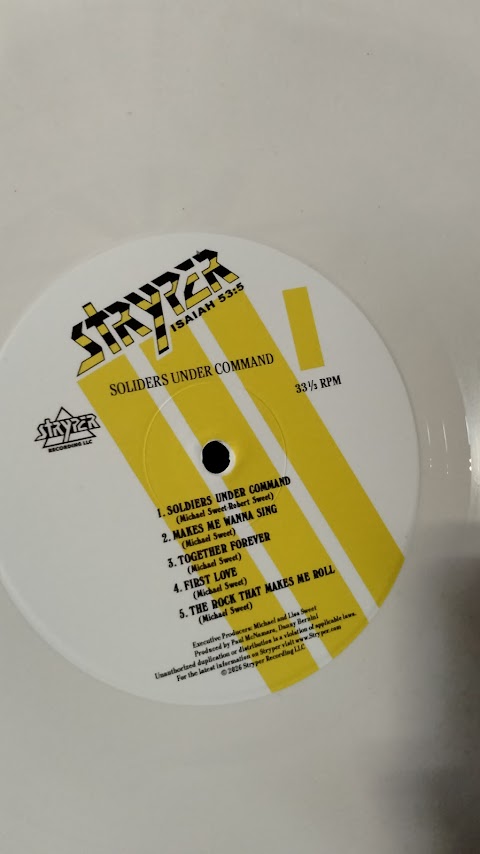 STRYPER
ISAIAH 53:5
SOLIDERS UNDER COMMAND
33 1/3 RPM
STRYPER
RECORDING LLC
1. SOLDIERS UNDER COMMAND
(Michael Sweet-Robert Sweet)
2. MAKES ME WANNA SING
(Michael Sweet)
3. TOGETHER FOREVER
(Michael Sweet)
4. FIRST LOVE
(Michael Sweet)
5. THE ROCK THAT MAKES ME ROLL
(Michael Sweet)
Executive Producers: Michael and Lisa Sweet
Produced by Paul McNamara, Danny Bernini
Unauthorized duplication or distribution is a violation of applicable laws.
For the latest information on Stryper visit www.Stryper.com
© 2026 Stryper Recording LLC